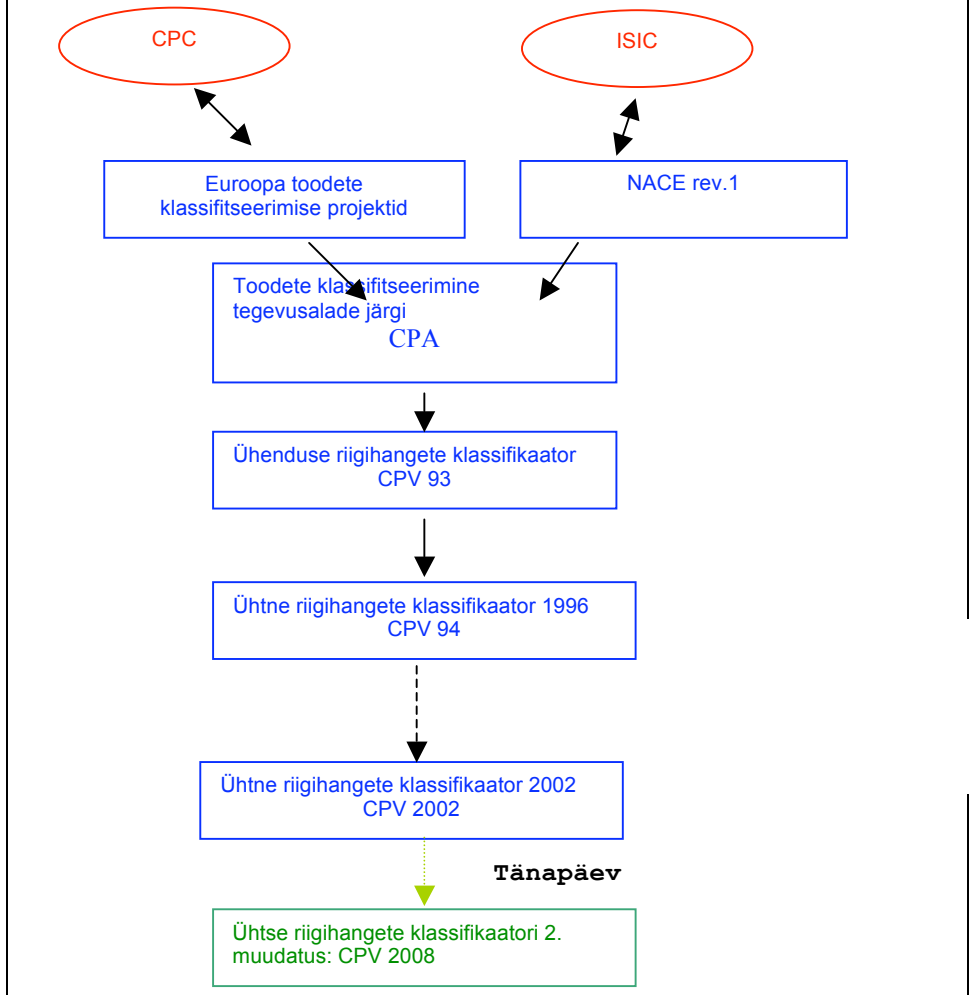 CPC
ISIC
Euroopa toodete
klassifitseerimise projektid
NACE rev.1
Toodete klassifitseerimine
tegevusalade järgi
CPA
Ühenduse riigihangete klassifikaator
CPV 93
Ühtne riigihangete klassifikaator 1996
CPV 94
Ühtne riigihangete klassifikaator 2002
CPV 2002
Tänapäev
Ühtse riigihangete klassifikaatori 2.
muudatus: CPV 2008